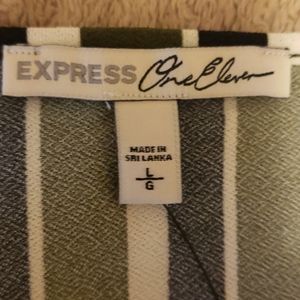 EXPRESS One Eleven
MADE IN
SRI LANKA
L
G